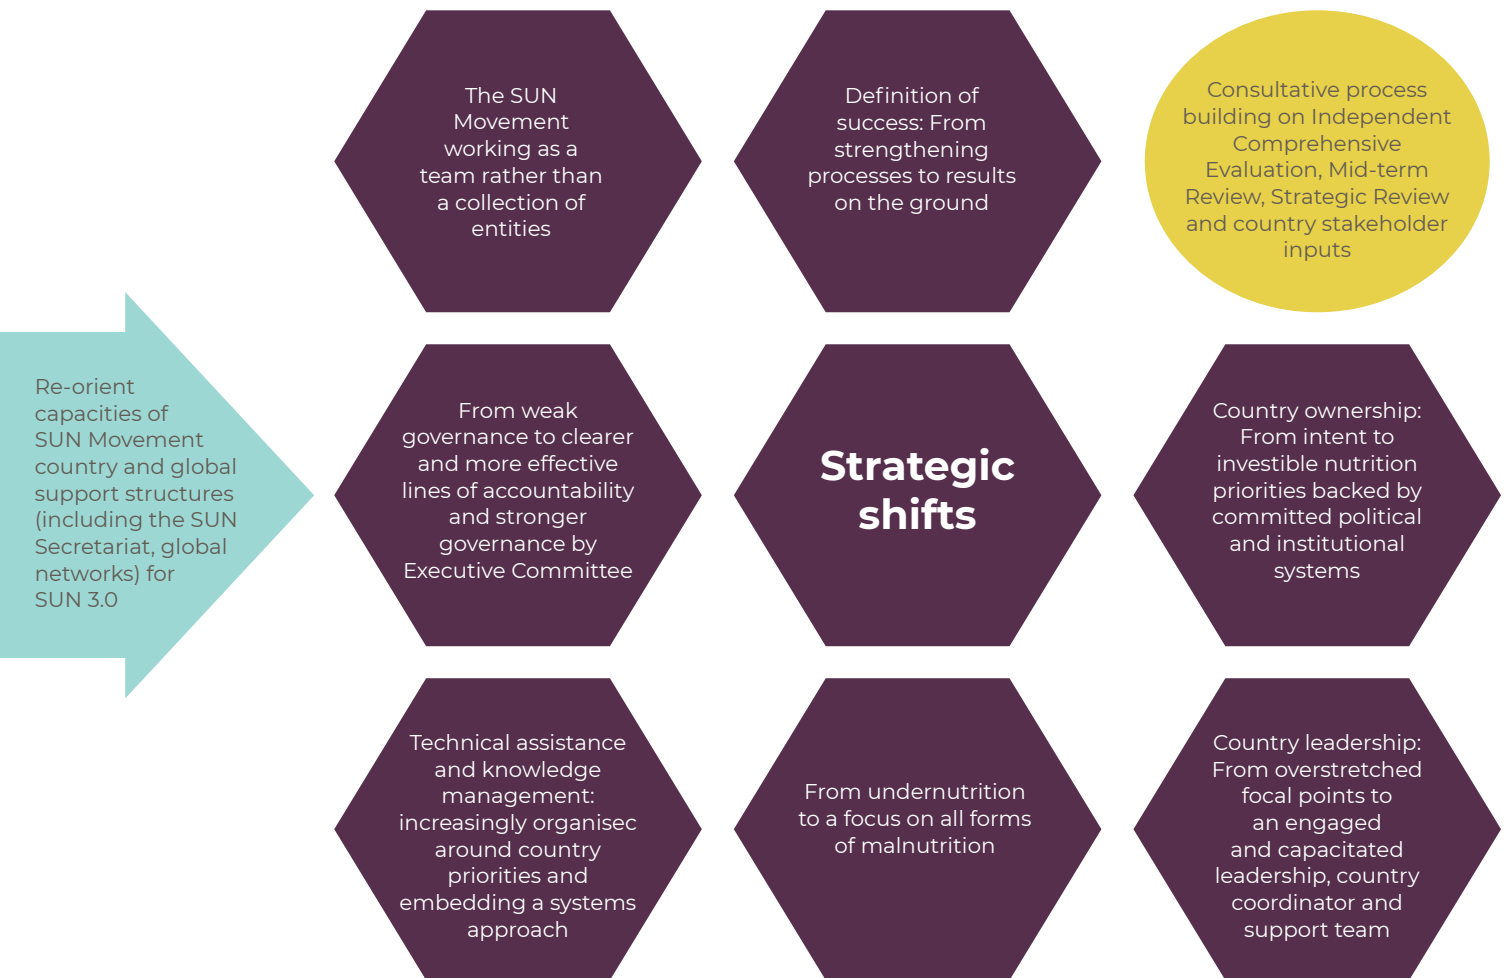 The SUN
Movement
working as a
team rather than
a collection of
entities
Definition of
success: From
strengthening
processes to results
on the ground
Consultative process
building on Independent
Comprehensive
Evaluation, Mid-term
Review, Strategic Review
and country stakeholder
inputs
Re-orient
capacities of
SUN Movement
country and global
support structures
(including the SUN
Secretariat, global
networks) for
SUN 3.0
From weak
governance to clearer
and more effective
lines of accountability
and stronger
governance by
Executive Committee
Strategic
shifts
Country ownership:
From intent to
investible nutrition
priorities backed by
committed political
and institutional
systems
Technical assistance
and knowledge
management:
increasingly organisec
around country
priorities and
embedding a systems
approach
From undernutrition
to a focus on all forms
of malnutrition
Country leadership:
From overstretched
focal points to
an engaged
and capacitated
leadership, country
coordinator and
support team